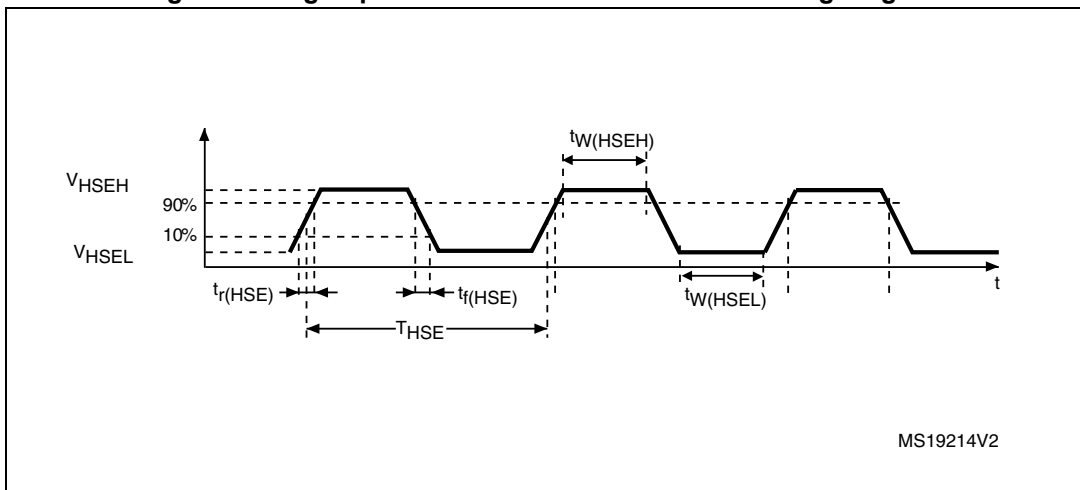 tW(HSEH)
VHSEH
90%
10%
VHSEL
tr(HSE)
tf(HSE)
tW(HSEL)
t
THSE
MS19214V2